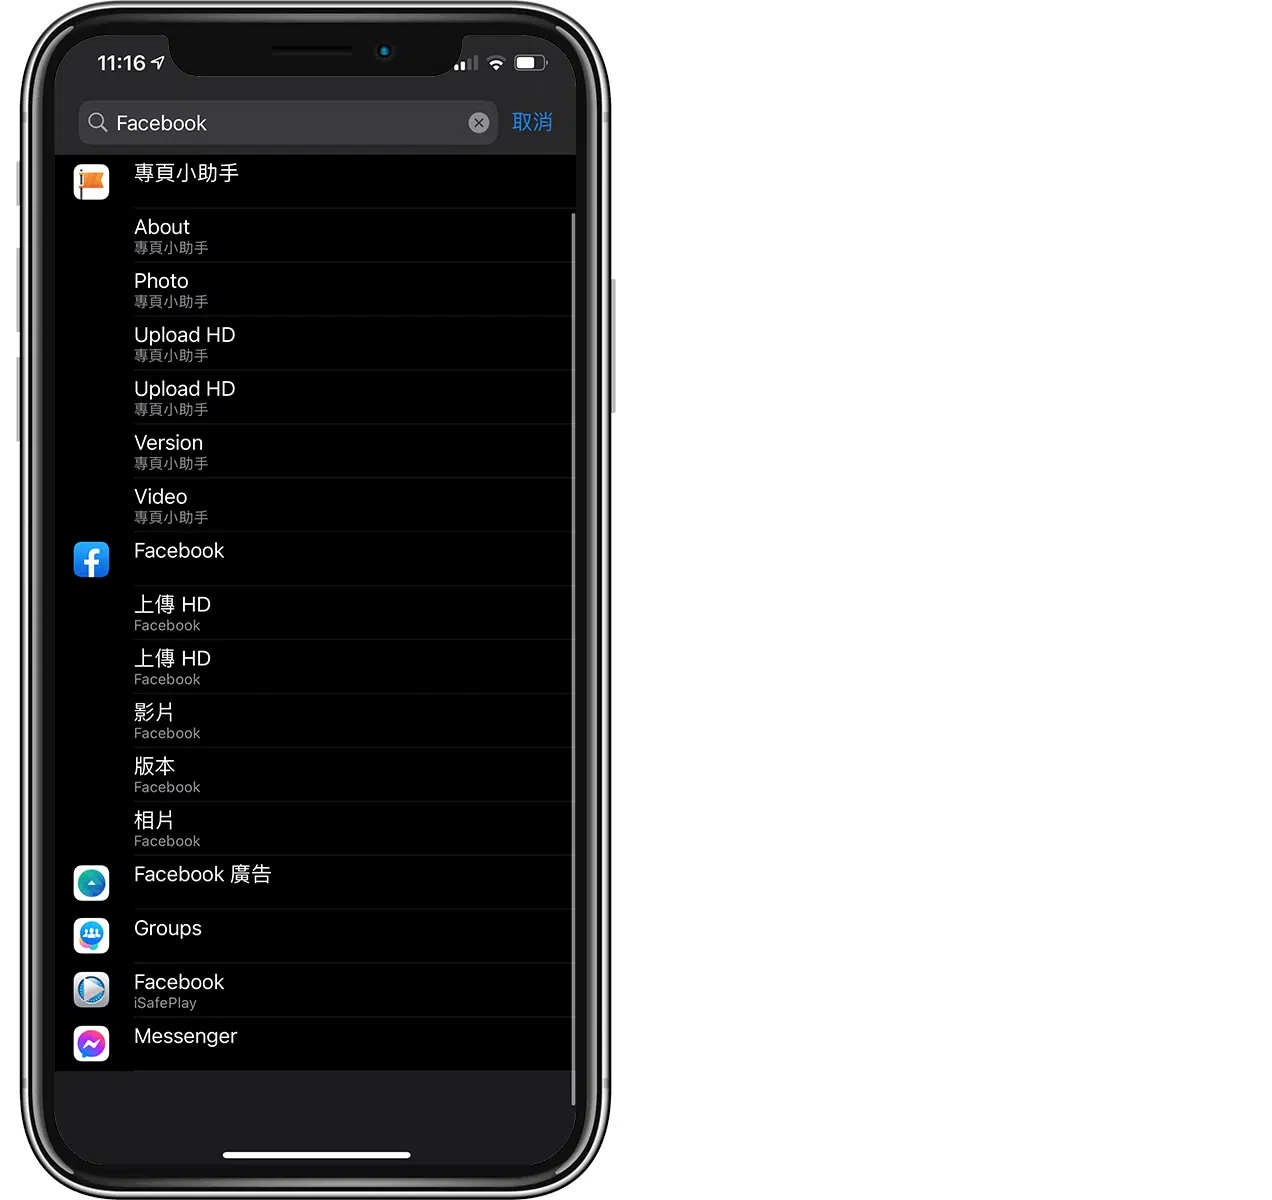 11:16
Facebook
取消
專頁小助手
About
專頁小助手
Photo
專頁小助手
Upload HD
專頁小助手
Upload HD
專頁小助手
Version
專頁小助手
Video
專頁小助手
Facebook
上傳 HD
Facebook
上傳 HD
Facebook
影片
Facebook
版本
Facebook
相片
Facebook
Facebook 廣告
Groups
Facebook
iSafePlay
Messenger